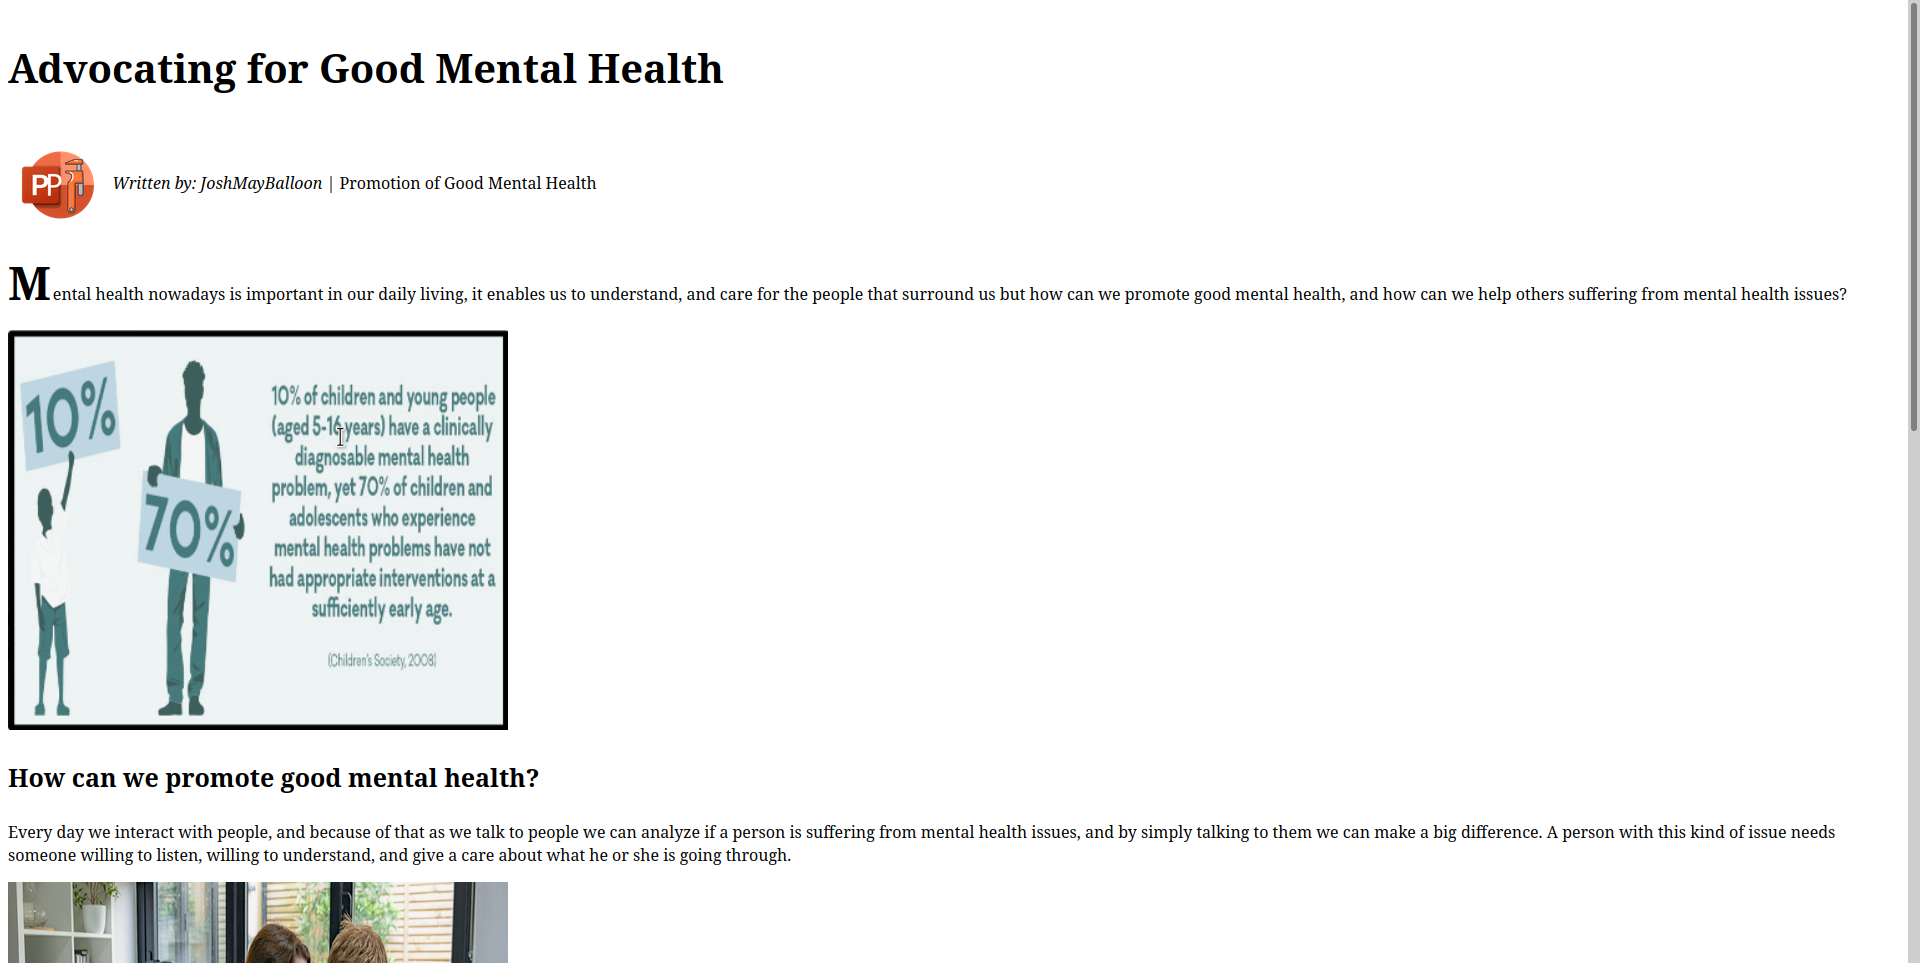 Advocating for Good Mental Health
PP
Written by: JoshMayBalloon | Promotion of Good Mental Health
Mental health nowadays is important in our daily living, it enables us to understand, and care for the people that surround us but how can we promote good mental health, and how can we help others suffering from mental health issues?
10%
70%
10% of children and young people
(aged 5-16 years) have a clinically
diagnosable mental health
problem, yet 70% of children and
adolescents who experience
mental health problems have not
had appropriate interventions at a
sufficiently early age.
(Children's Society, 2008)
How can we promote good mental health?
Every day we interact with people, and because of that as we talk to people we can analyze if a person is suffering from mental health issues, and by simply talking to them we can make a big difference. A person with this kind of issue needs
someone willing to listen, willing to understand, and give a care about what he or she is going through.